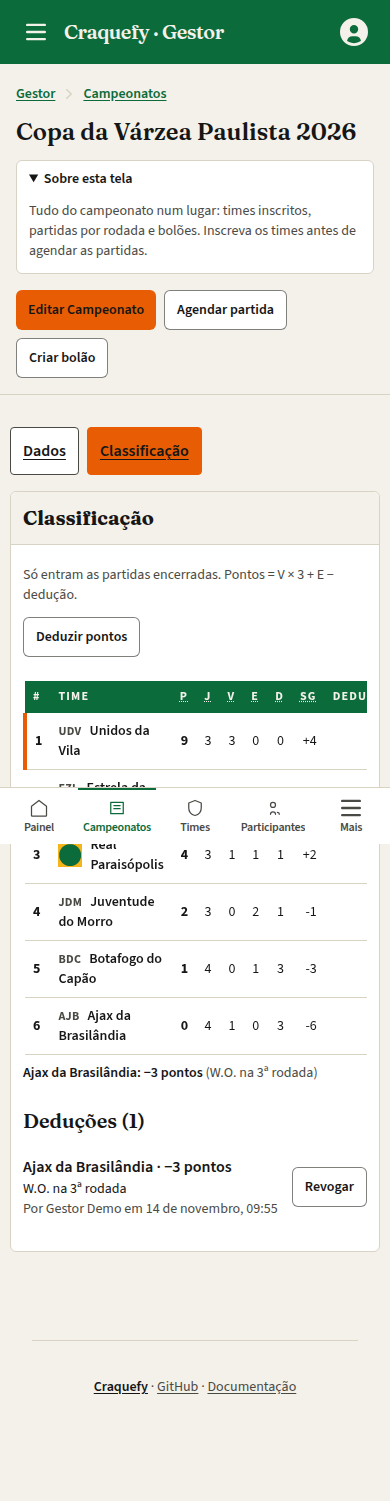 Craquefy · Gestor
Gestor
Campeonatos
Copa da Várzea Paulista 2026
▼ Sobre esta tela
Tudo do campeonato num lugar: times inscritos,
partidas por rodada e bolões. Inscreva os times antes de
agendar as partidas.
Editar Campeonato
Agendar partida
Criar bolão
Dados
Classificação
Classificação
Só entram as partidas encerradas. Pontos = V × 3 + E −
dedução.
Deduzir pontos
# TIME P J V E D SG DEDU
1 UDV Unidos da Vila 9 3 3 0 0 +4
Painel
Campeonatos
Times
Participantes
Mais
3 Real Paraisópolis 4 3 1 1 1 +2
4 JDM Juventude do Morro 2 3 0 2 1 -1
5 BDC Botafogo do Capão 1 4 0 1 3 -3
6 AJB Ajax da Brasilândia 0 4 1 0 3 -6
Ajax da Brasilândia: −3 pontos (W.O. na 3ª rodada)
Deduções (1)
Ajax da Brasilândia · −3 pontos
W.O. na 3ª rodada
Por Gestor Demo em 14 de novembro, 09:55
Revogar
Craquefy · GitHub · Documentação